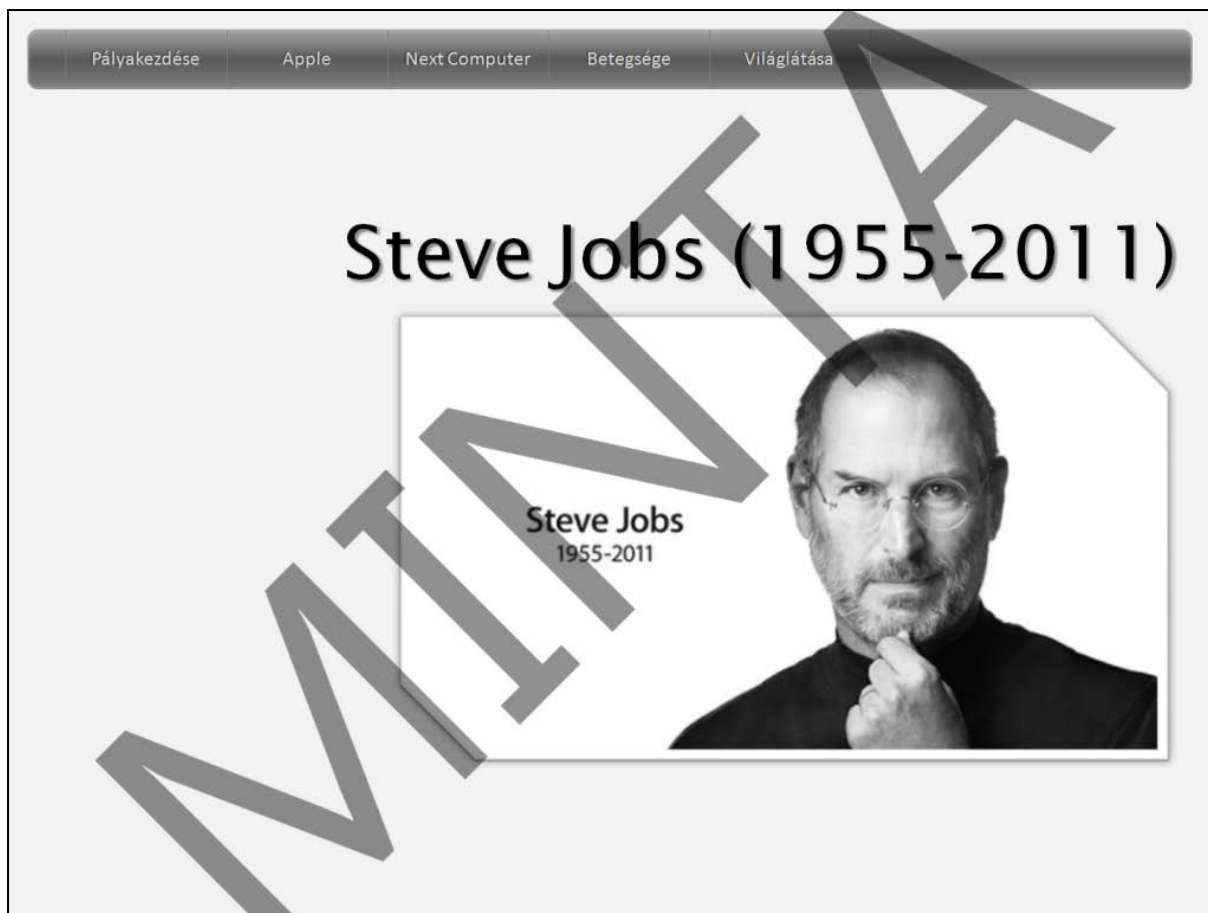 Pályakezdése Apple Next Computer Betegsége Világlátása
Steve Jobs (1955-2011)
Steve Jobs
1955-2011
MINTA